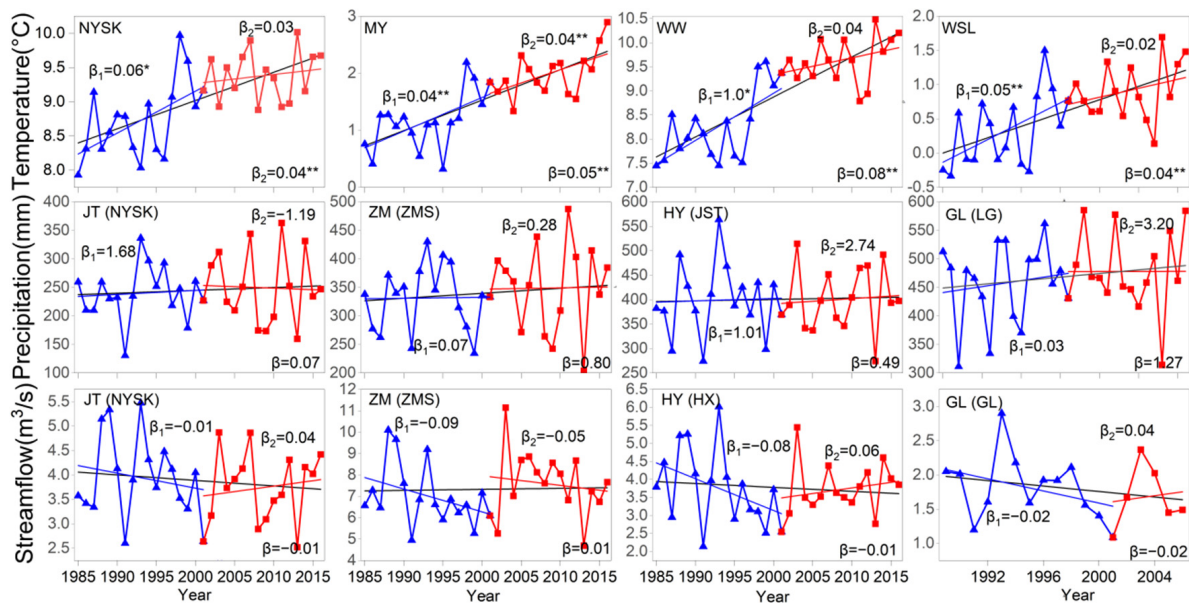 Temperature(°C)
Precipitation(mm)
Streamflow(m³/s)
NYSK
β₂=0.03
β₁=0.06*
β₂=0.04**
10.0
9.5
9.0
8.5
8.0
MY
β₂=0.04**
β₁=0.04**
β=0.05**
3
2
1
0
WW
β₂=0.04
β₁=1.0*
β=0.08**
10.5
10.0
9.5
9.0
8.5
8.0
7.5
7.0
WSL
β₂=0.02
β₁=0.05**
β=0.04**
2.0
1.5
1.0
0.5
0.0
-0.5
JT (NYSK)
β₂=−1.19
β₁=1.68
β=0.07
400
350
300
250
200
150
100
ZM (ZMS)
β₂=0.28
β₁=0.07
β=0.80
500
450
400
350
300
250
200
HY (JST)
β₂=2.74
β₁=1.01
β=0.49
600
550
500
450
400
350
300
250
GL (LG)
β₂=3.20
β₁=0.03
β=1.27
600
500
400
300
JT (NYSK)
β₁=−0.01
β₂=0.04
β=−0.01
5.5
5.0
4.5
4.0
3.5
3.0
2.5
1985 1990 1995 2000 2005 2010 2015
Year
ZM (ZMS)
β₁=−0.09
β₂=−0.05
β=0.01
12
11
10
9
8
7
6
5
4
1985 1990 1995 2000 2005 2010 2015
Year
HY (HX)
β₁=−0.08
β₂=0.06
β=−0.01
6.5
6.0
5.5
5.0
4.5
4.0
3.5
3.0
2.5
2.0
1985 1990 1995 2000 2005 2010 2015
Year
GL (GL)
β₂=0.04
β₁=−0.02
β=−0.02
3.0
2.5
2.0
1.5
1.0
1992 1996 2000 2004
Year